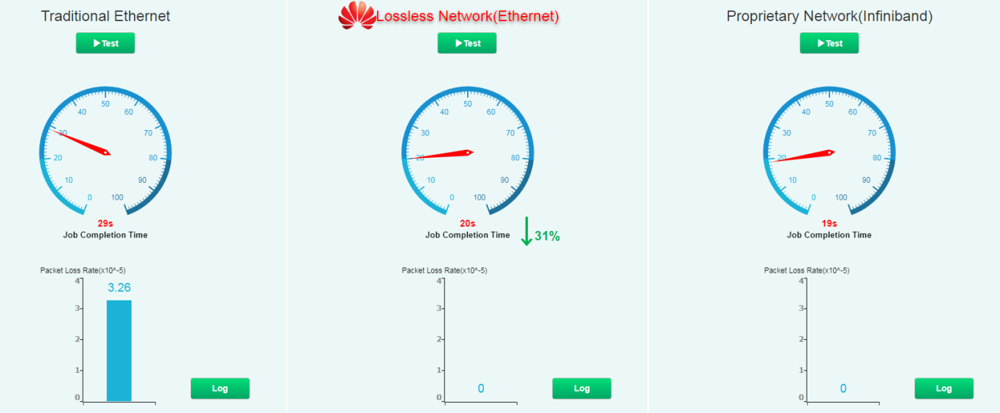 Traditional Ethernet
Test
50
40
60
30
70
20
80
10
90
0
100
29s
Job Completion Time
Packet Loss Rate(x10^-5)
4
3.26
3
2
1
0
Log
Lossless Network(Ethernet)
Test
50
40
60
30
70
20
80
10
90
0
100
20s
Job Completion Time
31%
Packet Loss Rate(x10^-5)
4
3
2
1
0
0
Log
Proprietary Network(Infiniband)
Test
50
40
60
30
70
20
80
10
90
0
100
19s
Job Completion Time
Packet Loss Rate(x10^-5)
4
3
2
1
0
0
Log